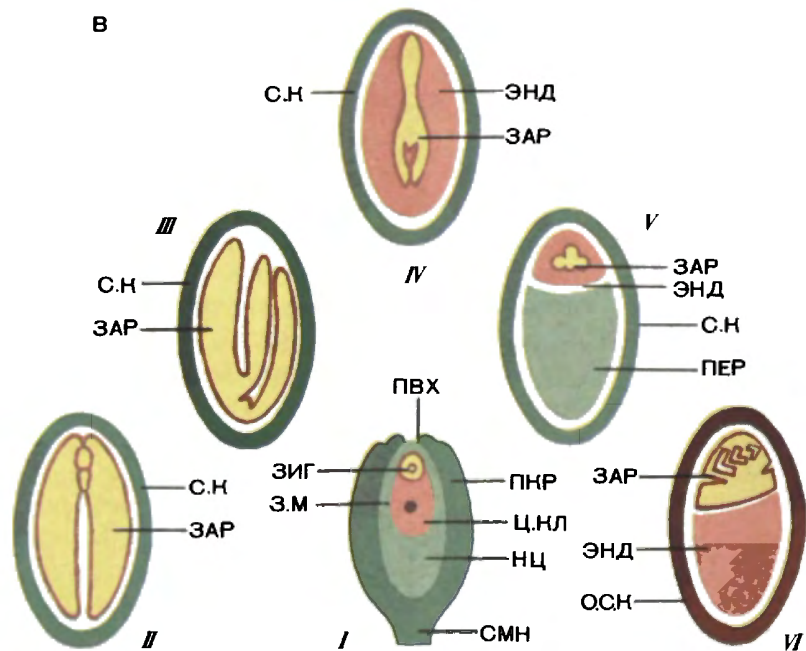 В
С.К
ЭНД
ЗАР
IV
III
С.К
ЗАР
V
ЗАР
ЭНД
С.К
ПЕР
С.К
ЗАР
II
ПВХ
ЗИГ
З.М
ПКР
Ц.КЛ
НЦ
СМН
I
ЗАР
ЭНД
О.С.К
VI